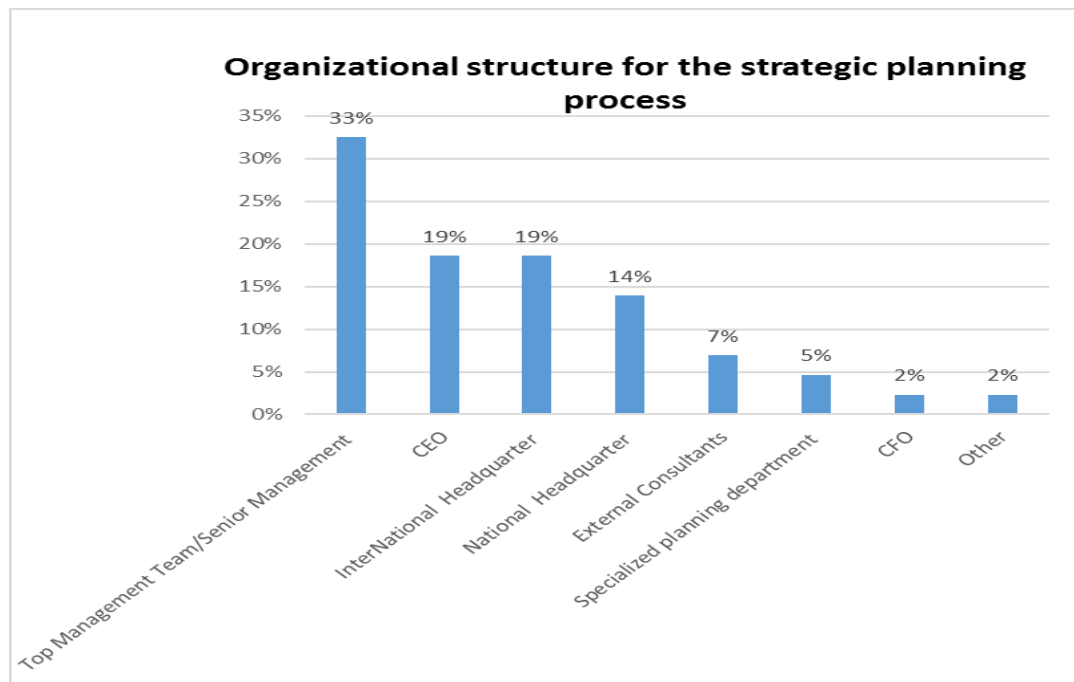 Organizational structure for the strategic planning
process
35%
30%
25%
20%
15%
10%
5%
0%
33%
19%
19%
14%
7%
5%
2%
2%
Top Management Team/Senior Management
CEO
InterNational Headquarter
National Headquarter
External Consultants
Specialized planning department
CFO
Other